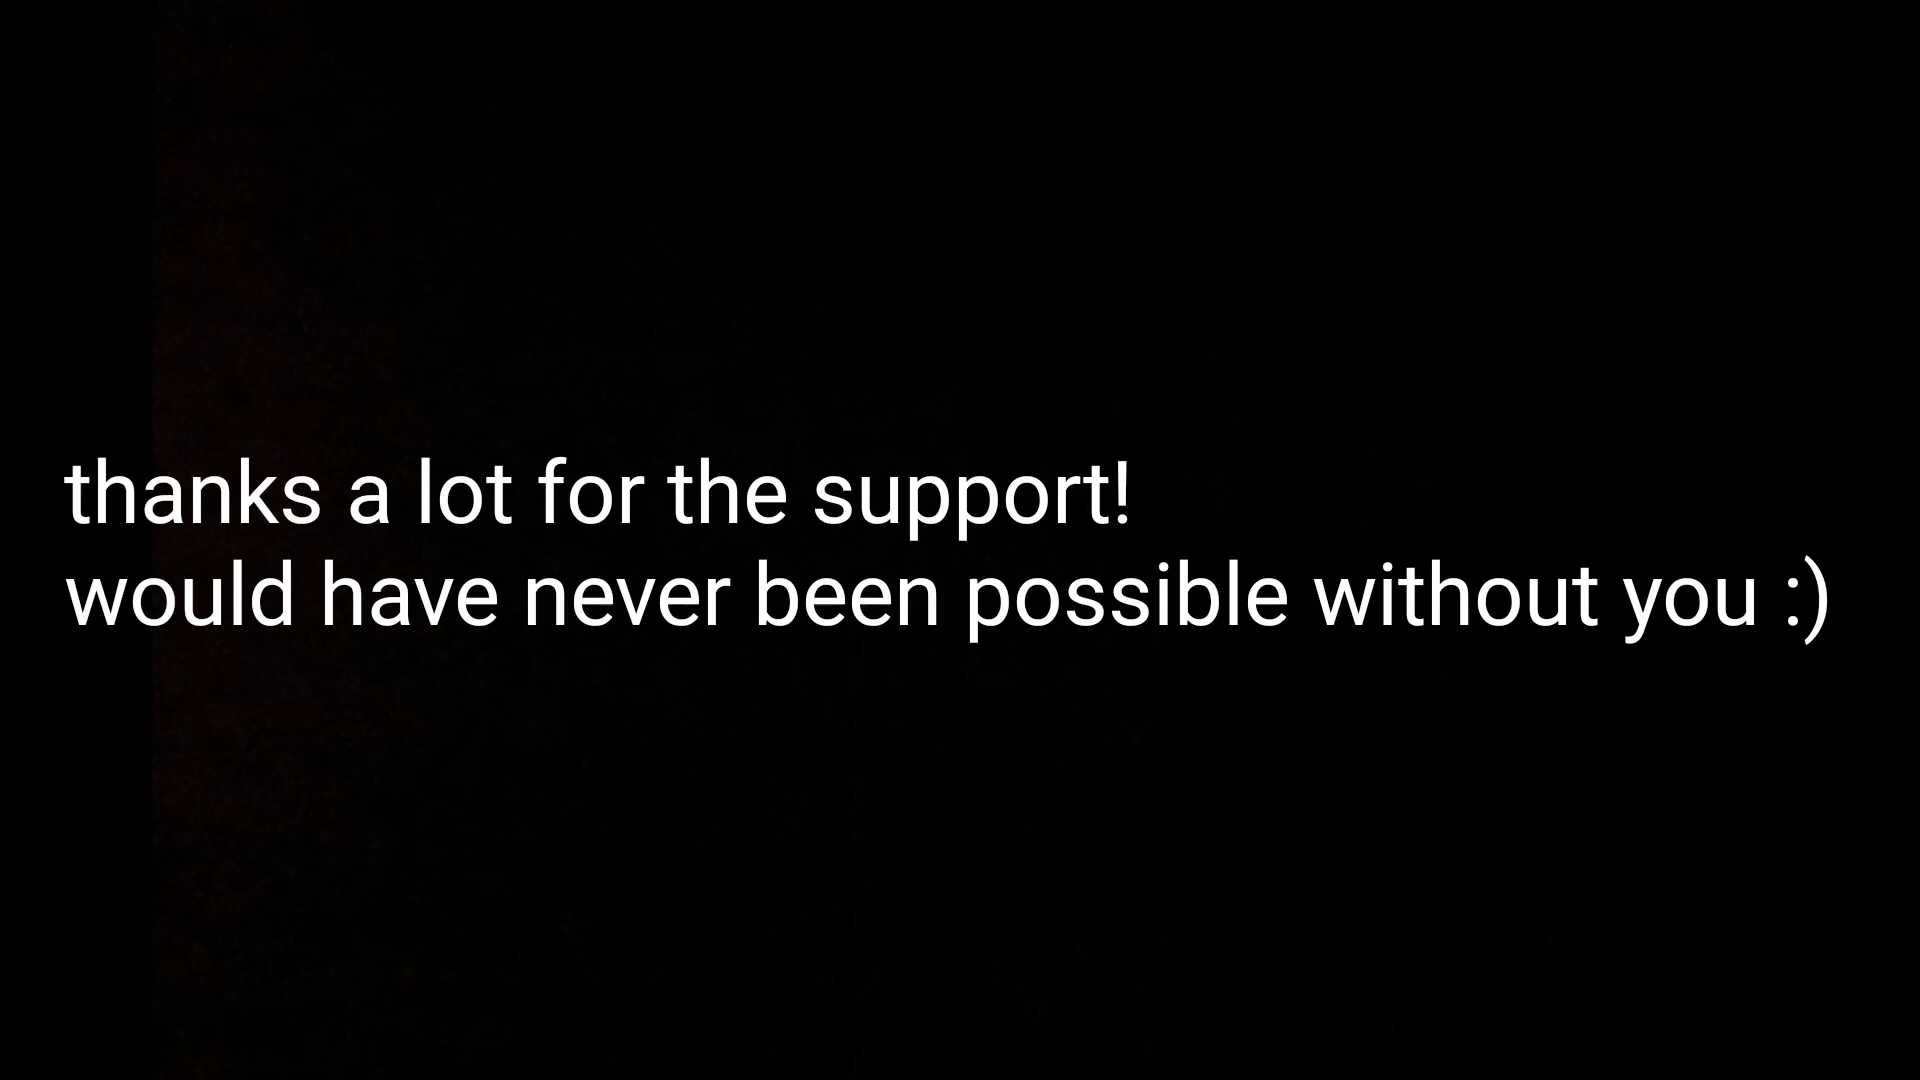 thanks a lot for the support!
would have never been possible without you :)